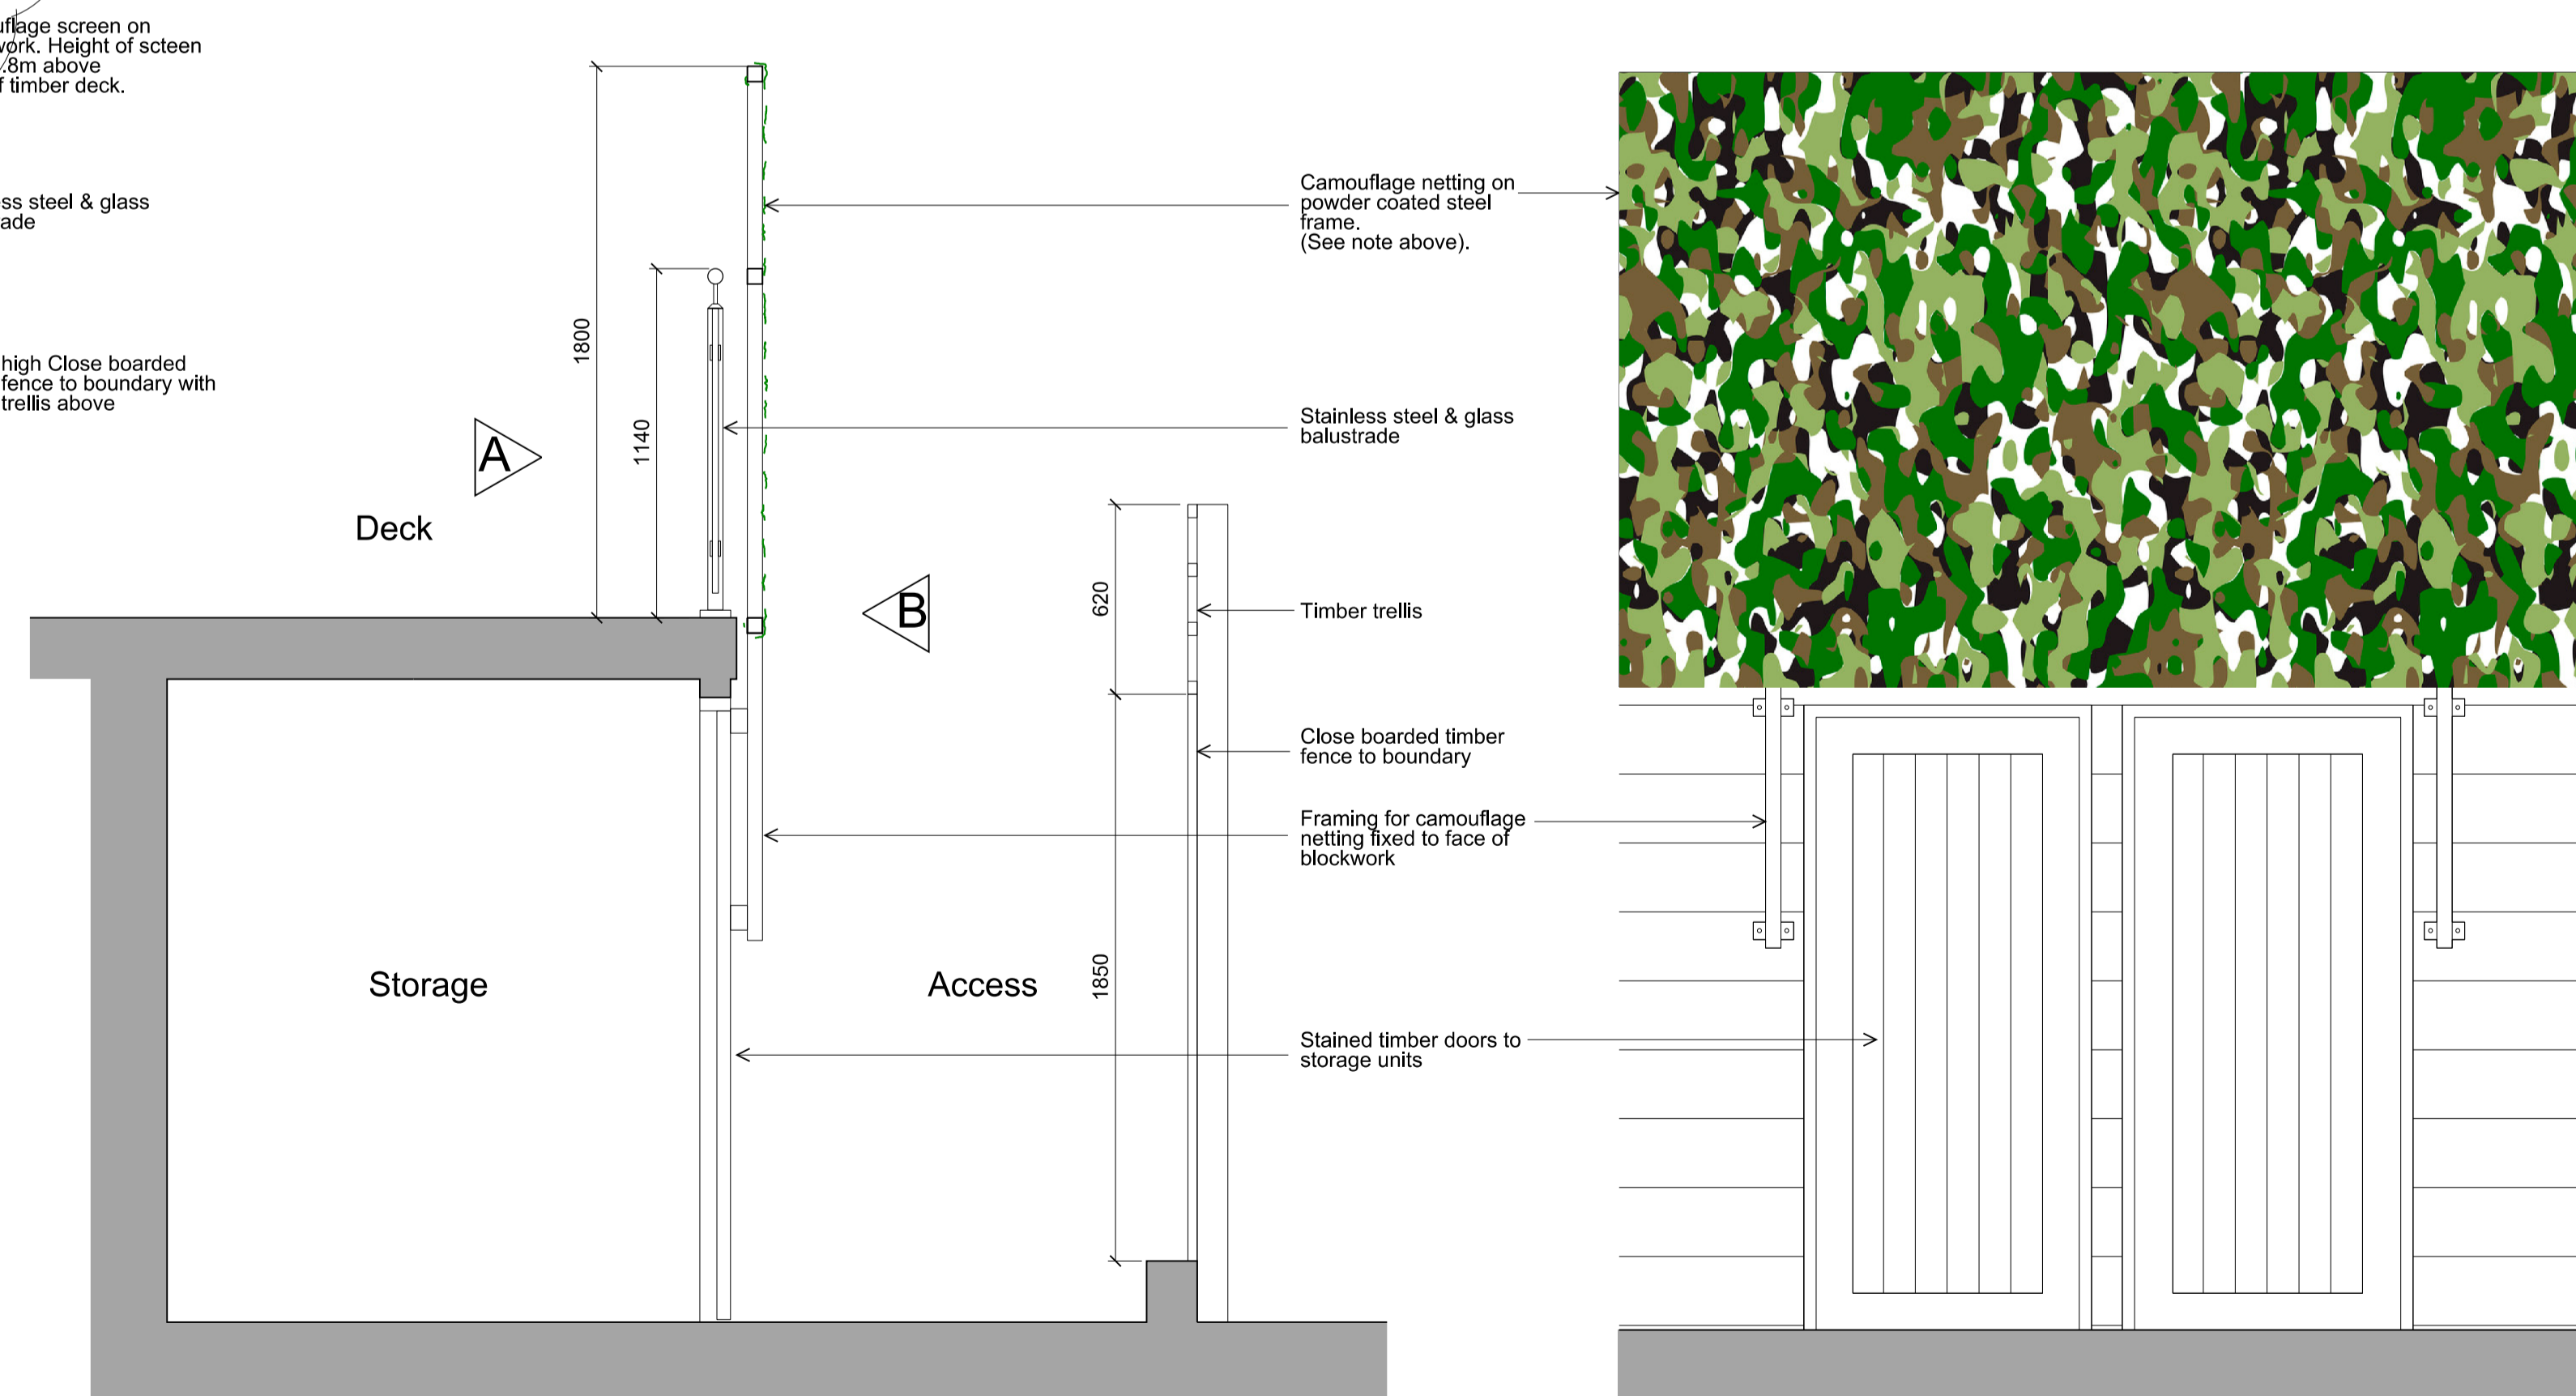 uflage screen on
work. Height of scteen
.8m above
f timber deck.
ss steel & glass
ade
high Close boarded
fence to boundary with
trellis above
1800
1140
A
Deck
B
620
1850
Storage
Access
Camouflage netting on
powder coated steel
frame.
(See note above).
Stainless steel & glass
balustrade
Timber trellis
Close boarded timber
fence to boundary
Framing for camouflage
netting fixed to face of
blockwork
Stained timber doors to
storage units